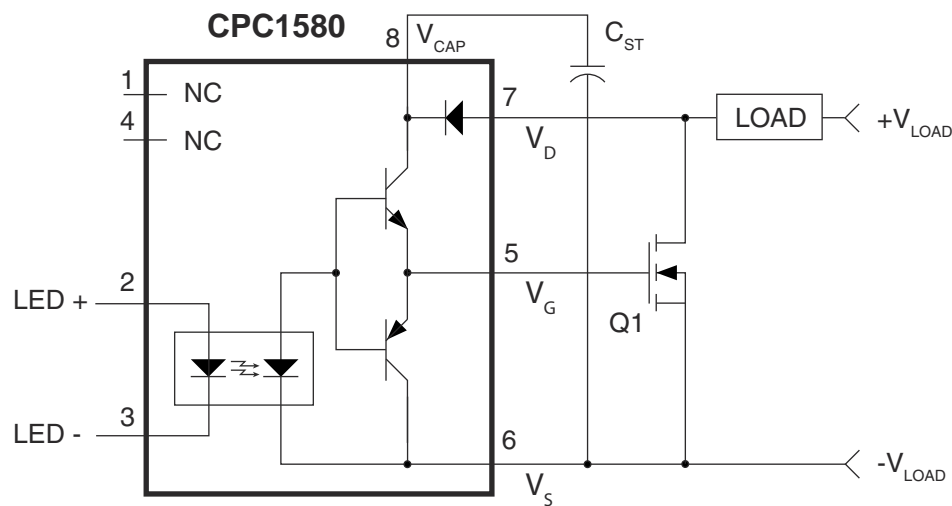 CPC1580
8 V_CAP
C_ST
1 NC
4 NC
7
V_D
LOAD
+V_LOAD
2
LED +
5
V_G
Q1
3
LED -
6
V_S
-V_LOAD